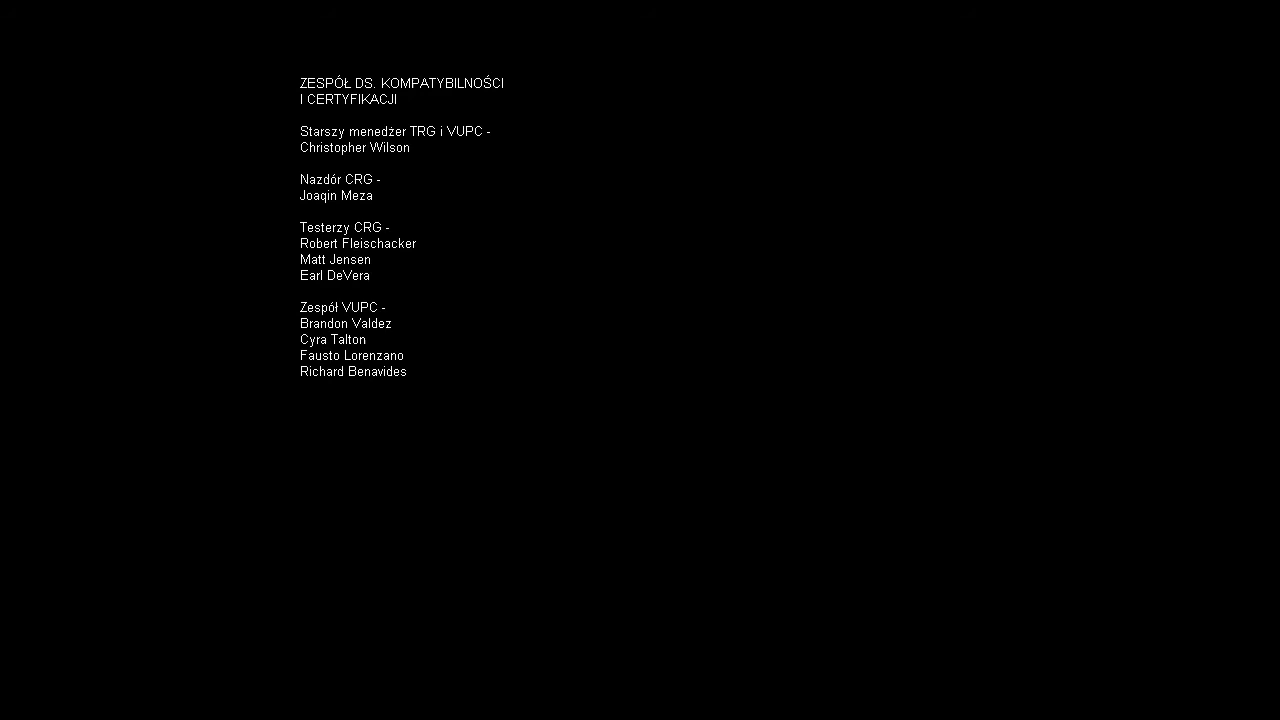 ZESPÓŁ DS. KOMPATYBILNOŚCI
I CERTYFIKACJI
Starszy menedżer TRG i VUPC -
Christopher Wilson
Nazdór CRG -
Joaqin Meza
Testerzy CRG -
Robert Fleischacker
Matt Jensen
Earl DeVera
Zespół VUPC -
Brandon Valdez
Cyra Talton
Fausto Lorenzano
Richard Benavides